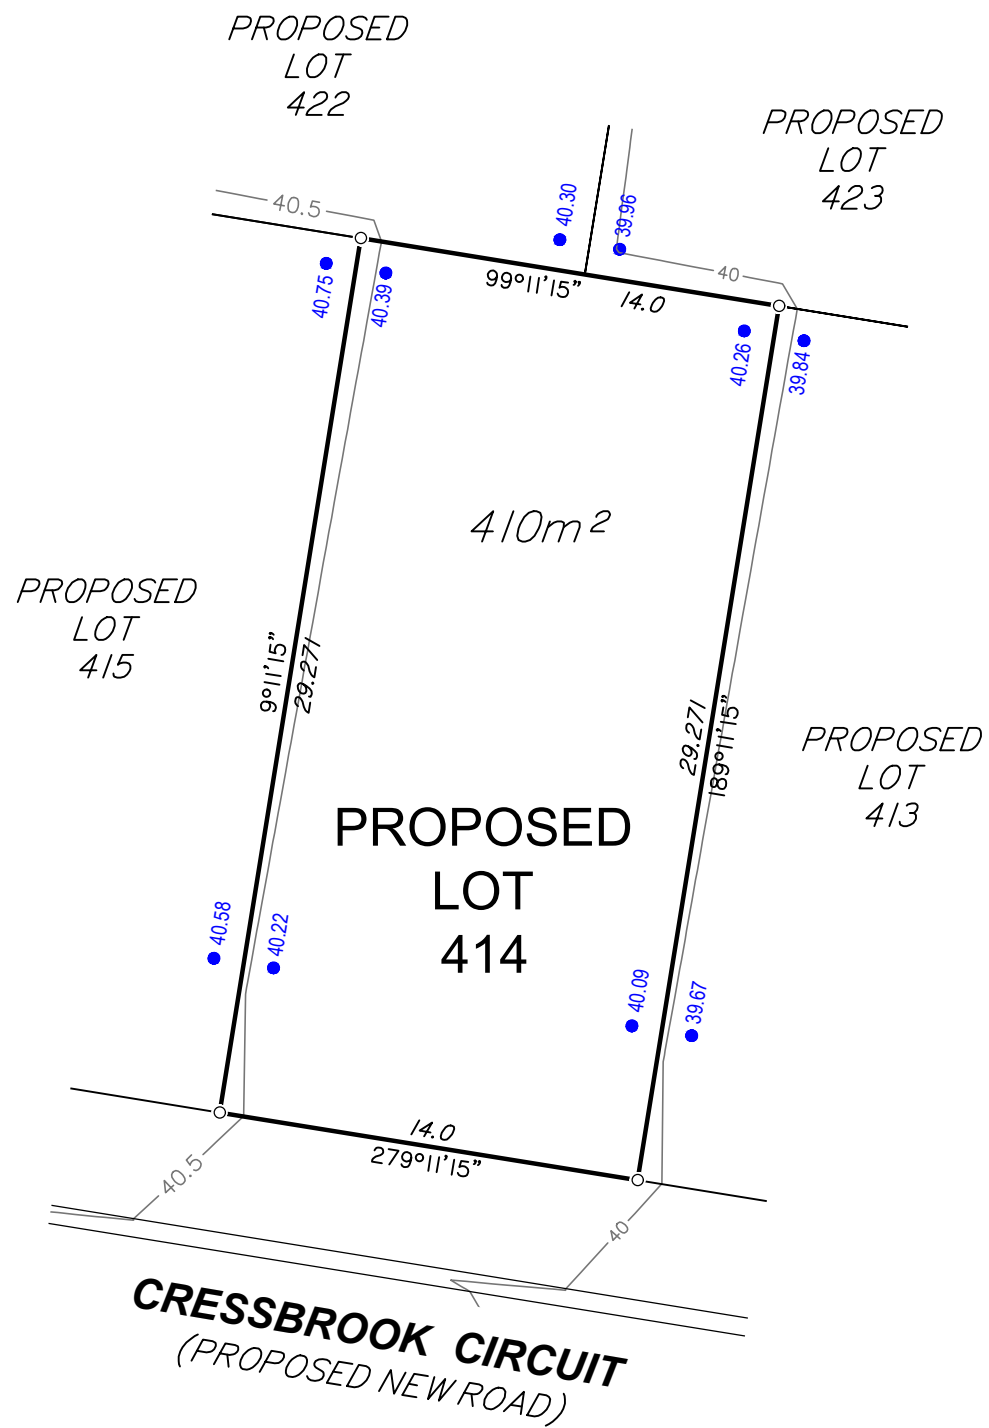 PROPOSED
LOT
422
PROPOSED
LOT
423
40.5
40.30
39.96
40.75
40.39
99°11'15"
14.0
40
40.26
39.84
410m²
PROPOSED
LOT
415
9°11'15"
29.271
29.271
189°11'15"
PROPOSED
LOT
413
PROPOSED
LOT
414
40.58
40.22
40.09
39.67
14.0
279°11'15"
40.5
40
CRESSBROOK CIRCUIT
(PROPOSED NEW ROAD)